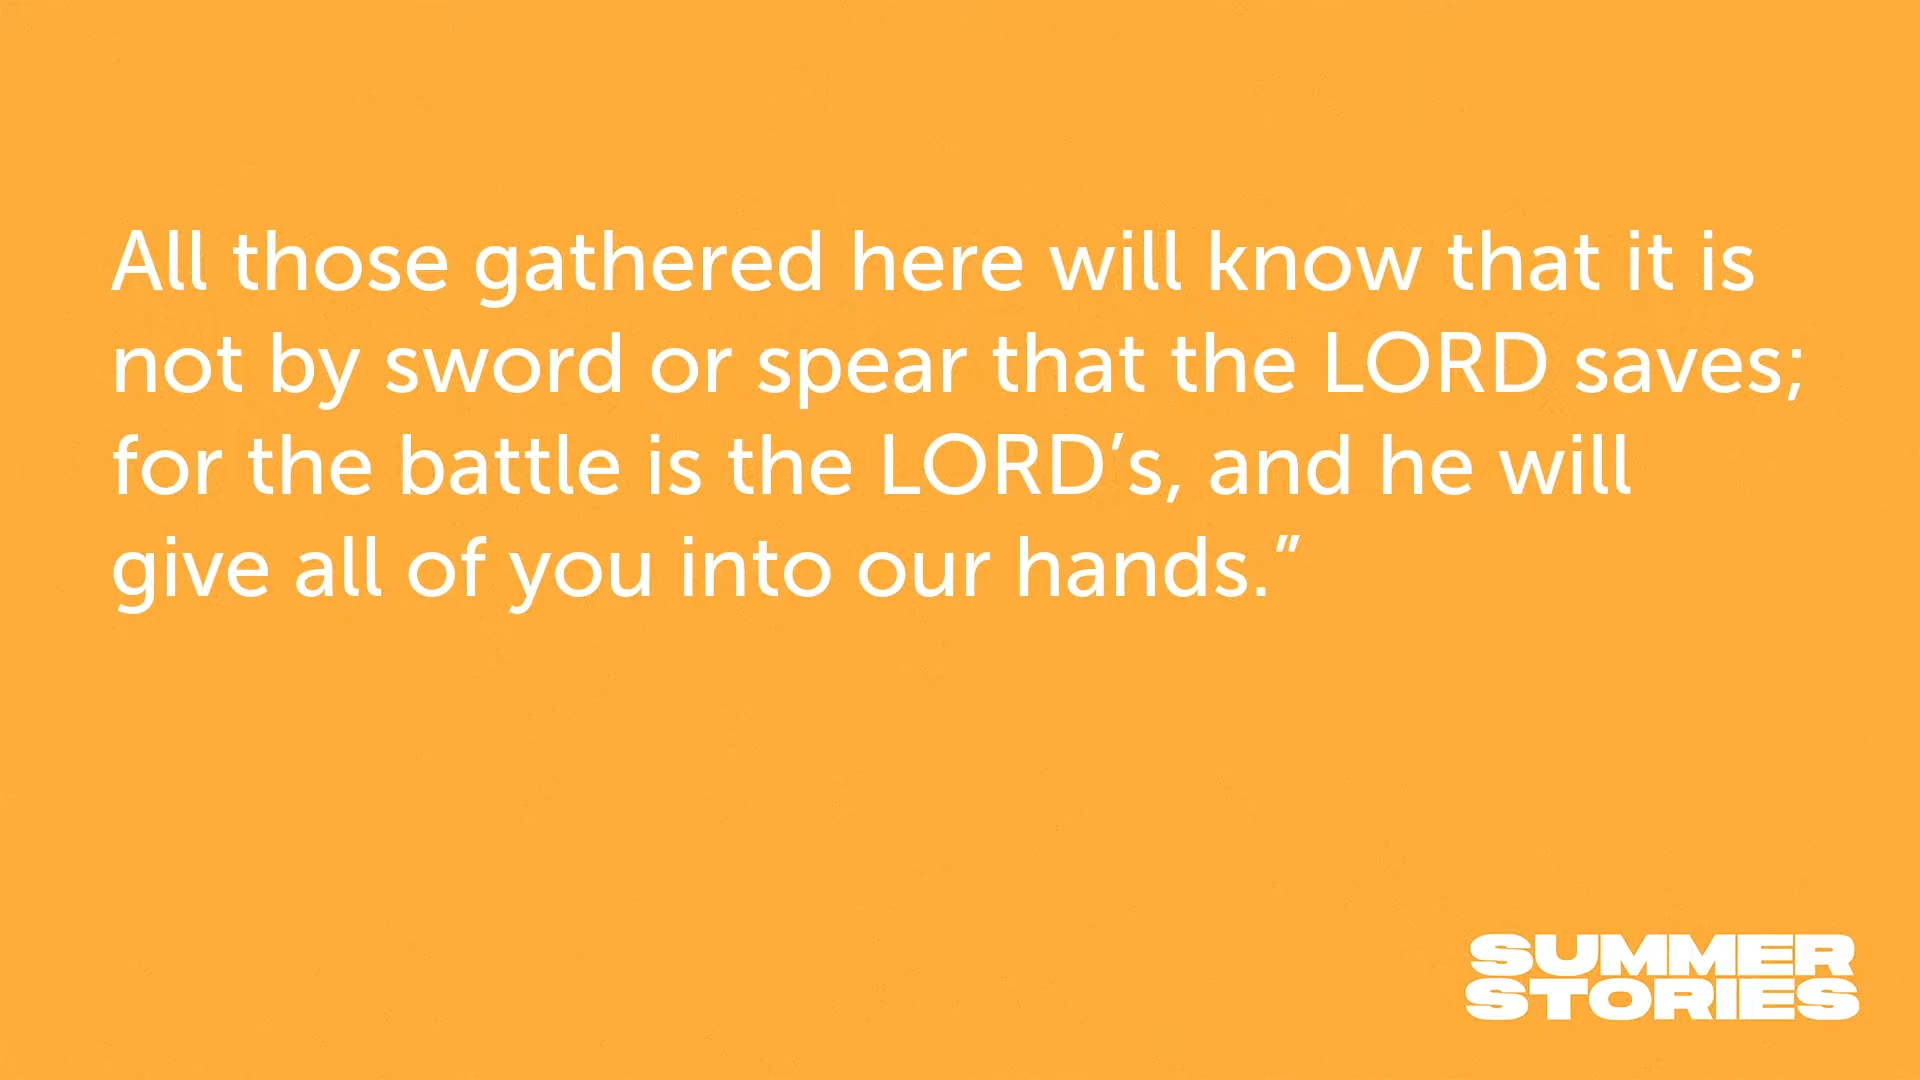 All those gathered here will know that it is
not by sword or spear that the LORD saves;
for the battle is the LORD’s, and he will
give all of you into our hands.”
SUMMER
STORIES